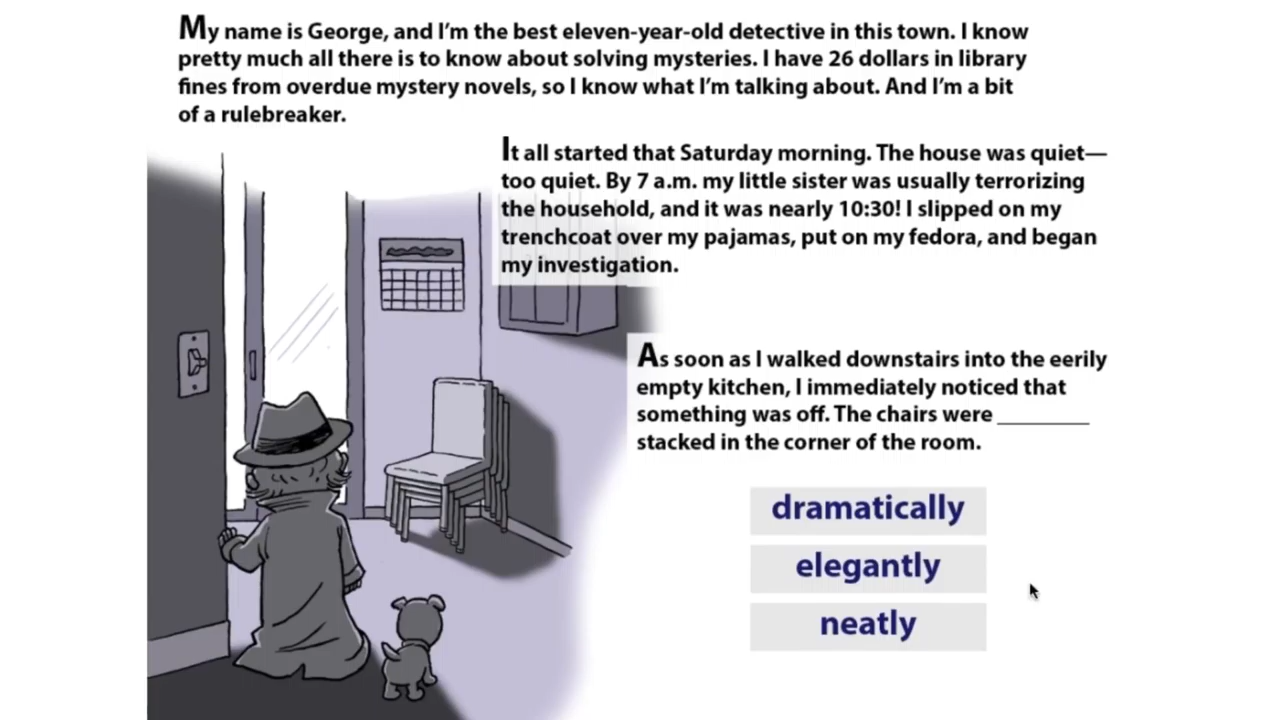 My name is George, and I'm the best eleven-year-old detective in this town. I know
pretty much all there is to know about solving mysteries. I have 26 dollars in library
fines from overdue mystery novels, so I know what I'm talking about. And I'm a bit
of a rulebreaker.
It all started that Saturday morning. The house was quiet—
too quiet. By 7 a.m. my little sister was usually terrorizing
the household, and it was nearly 10:30! I slipped on my
trenchcoat over my pajamas, put on my fedora, and began
my investigation.
As soon as I walked downstairs into the eerily
empty kitchen, I immediately noticed that
something was off. The chairs were ________
stacked in the corner of the room.
dramatically
elegantly
neatly